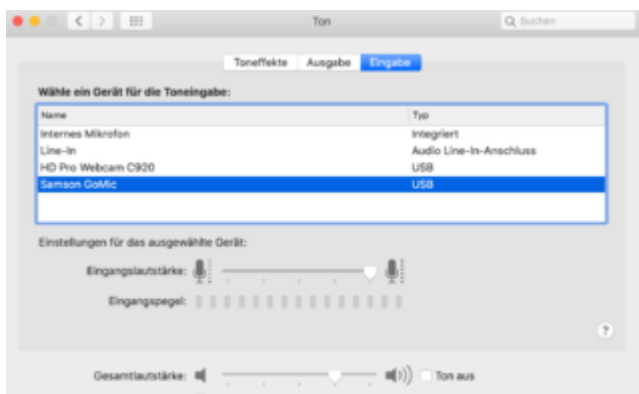 Ton
Suchen
Toneffekte Ausgabe Eingabe
Wähle ein Gerät für die Toneingabe:
Name Typ
Internes Mikrofon Integriert
Line-In Audio Line-In-Anschluss
HD Pro Webcam C920 USB
Samson GoMic USB
Einstellungen für das ausgewählte Gerät:
Eingangslautstärke:
Eingangspegel:
?
Gesamtlautstärke: Ton aus